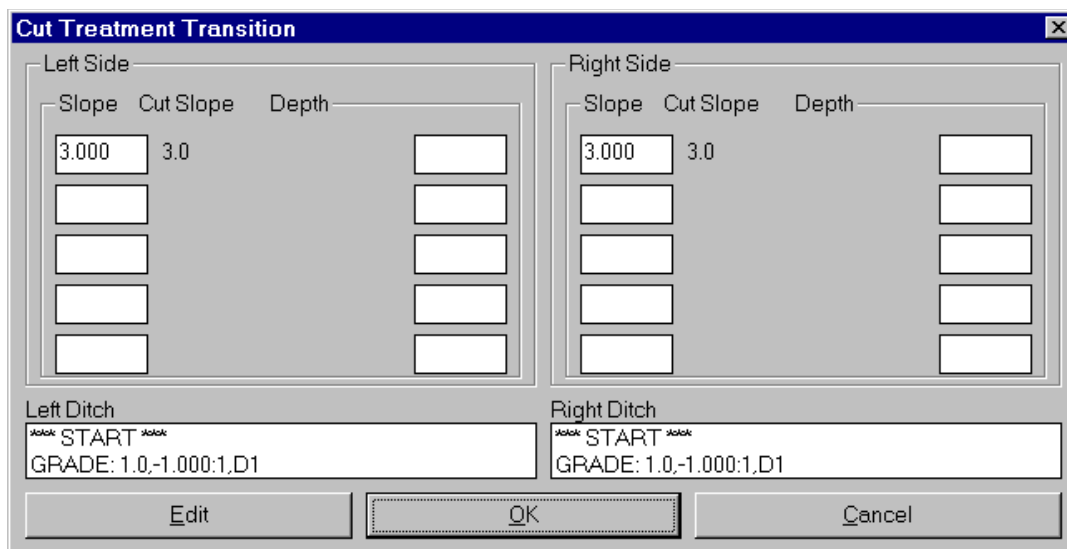 Cut Treatment Transition
Left Side
Slope Cut Slope Depth
3.000 3.0
Right Side
Slope Cut Slope Depth
3.000 3.0
Left Ditch
*** START ***
GRADE: 1.0,-1.000:1,D1
Right Ditch
*** START ***
GRADE: 1.0,-1.000:1,D1
Edit
OK
Cancel